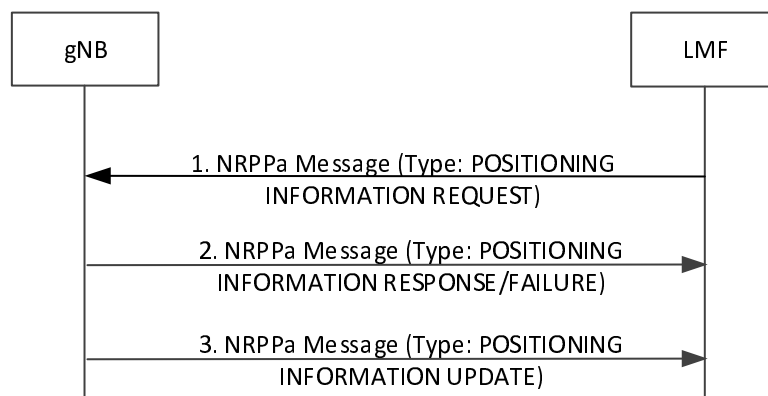 gNB
LMF
1. NRPPa Message (Type: POSITIONING
INFORMATION REQUEST)
2. NRPPa Message (Type: POSITIONING
INFORMATION RESPONSE/FAILURE)
3. NRPPa Message (Type: POSITIONING
INFORMATION UPDATE)